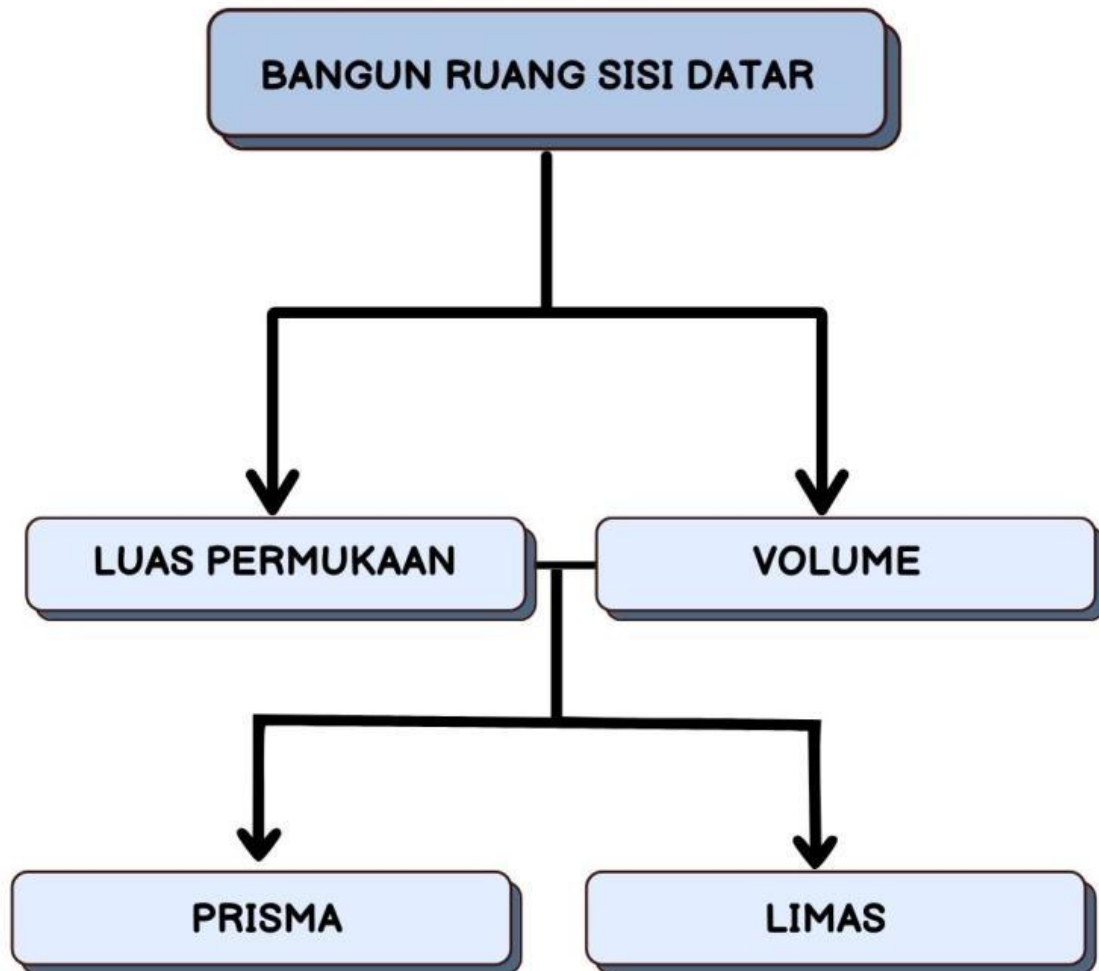 BANGUN RUANG SISI DATAR
LUAS PERMUKAAN
VOLUME
PRISMA
LIMAS